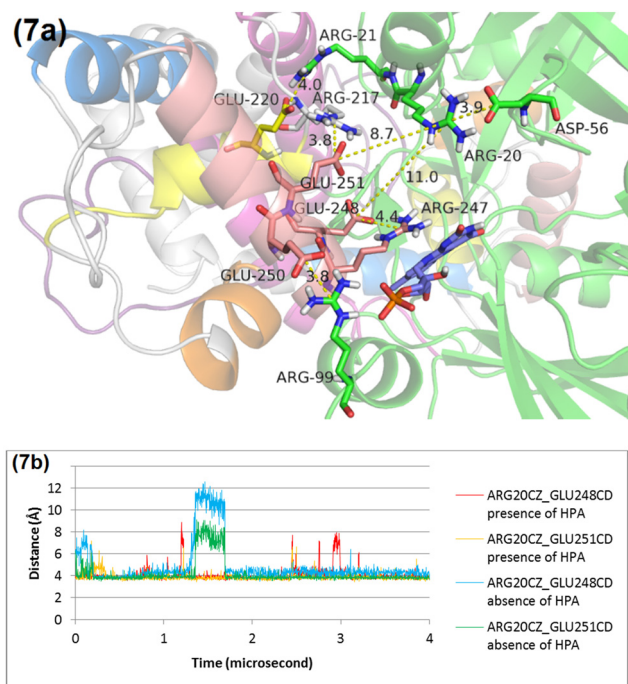 (7a)
ARG-21
4.0
GLU-220
ARG-217
3.9
3.8
8.7
ASP-56
ARG-20
GLU-251
11.0
GLU-248
ARG-247
4.4
GLU-250
3.8
ARG-99
(7b)
Distance (Å)
12
10
8
6
4
2
0
0
1
2
3
4
Time (microsecond)
ARG20CZ_GLU248CD
presence of HPA
ARG20CZ_GLU251CD
presence of HPA
ARG20CZ_GLU248CD
absence of HPA
ARG20CZ_GLU251CD
absence of HPA